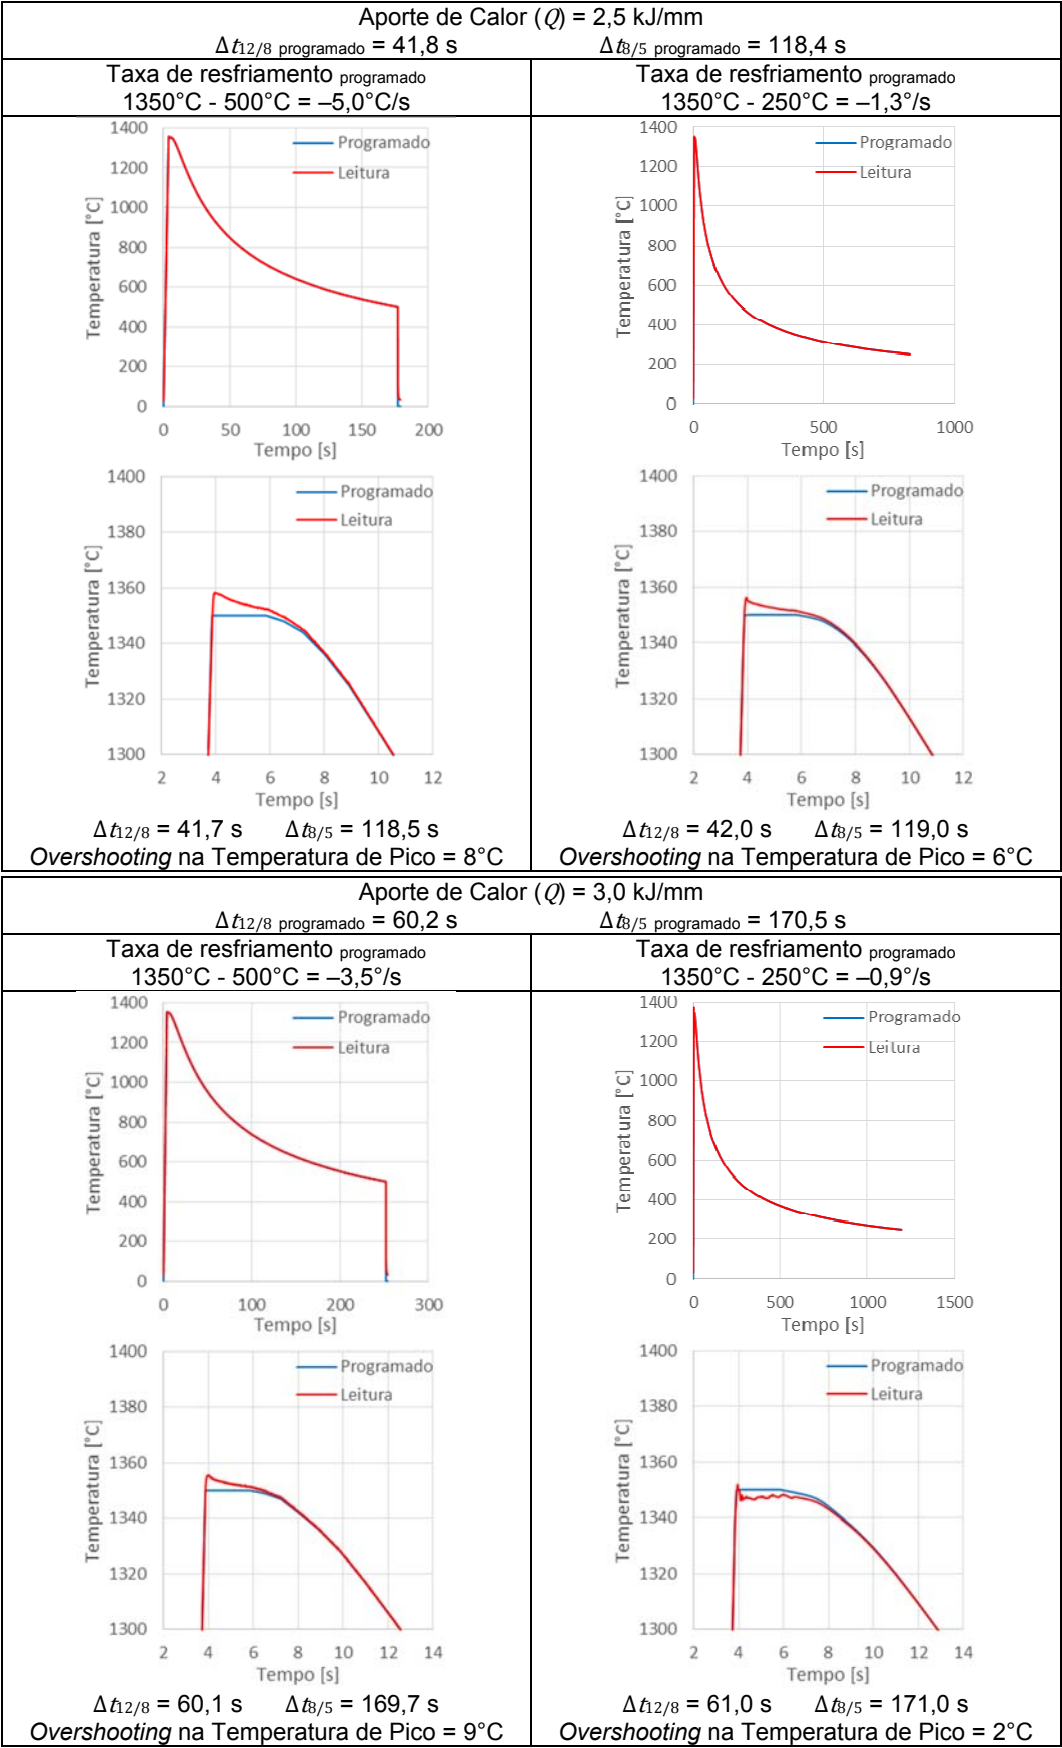 Aporte de Calor (Q) = 2,5 kJ/mm
Δt12/8 programado = 41,8 s Δt8/5 programado = 118,4 s
Taxa de resfriamento programado
1350°C - 500°C = –5,0°C/s
Taxa de resfriamento programado
1350°C - 250°C = –1,3°/s
1400
1200
1000
800
600
400
200
0
0 50 100 150 200
Temperatura [°C]
Tempo [s]
Programado
Leitura
1400
1200
1000
800
600
400
200
0
0 500 1000
Temperatura [°C]
Tempo [s]
Programado
Leitura
1400
1380
1360
1340
1320
1300
2 4 6 8 10 12
Temperatura [°C]
Tempo [s]
Programado
Leitura
1400
1380
1360
1340
1320
1300
2 4 6 8 10 12
Temperatura [°C]
Tempo [s]
Programado
Leitura
Δt12/8 = 41,7 s Δt8/5 = 118,5 s
Overshooting na Temperatura de Pico = 8°C
Δt12/8 = 42,0 s Δt8/5 = 119,0 s
Overshooting na Temperatura de Pico = 6°C
Aporte de Calor (Q) = 3,0 kJ/mm
Δt12/8 programado = 60,2 s Δt8/5 programado = 170,5 s
Taxa de resfriamento programado
1350°C - 500°C = –3,5°/s
Taxa de resfriamento programado
1350°C - 250°C = –0,9°/s
1400
1200
1000
800
600
400
200
0
0 100 200 300
Temperatura [°C]
Tempo [s]
Programado
Leitura
1400
1200
1000
800
600
400
200
0
0 500 1000 1500
Temperatura [°C]
Tempo [s]
Programado
Leitura
1400
1380
1360
1340
1320
1300
2 4 6 8 10 12 14
Temperatura [°C]
Tempo [s]
Programado
Leitura
1400
1380
1360
1340
1320
1300
2 4 6 8 10 12 14
Temperatura [°C]
Tempo [s]
Programado
Leitura
Δt12/8 = 60,1 s Δt8/5 = 169,7 s
Overshooting na Temperatura de Pico = 9°C
Δt12/8 = 61,0 s Δt8/5 = 171,0 s
Overshooting na Temperatura de Pico = 2°C